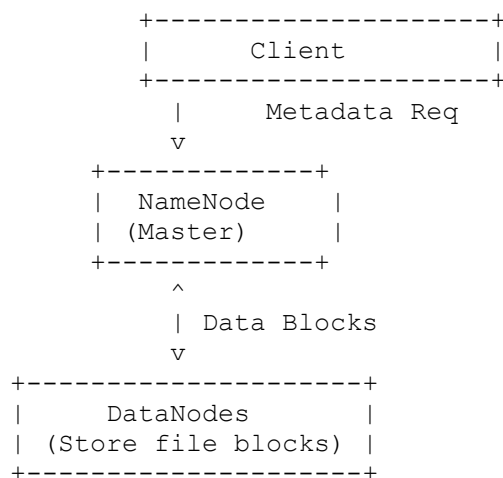 Client
Metadata Req
NameNode
(Master)
Data Blocks
DataNodes
(Store file blocks)